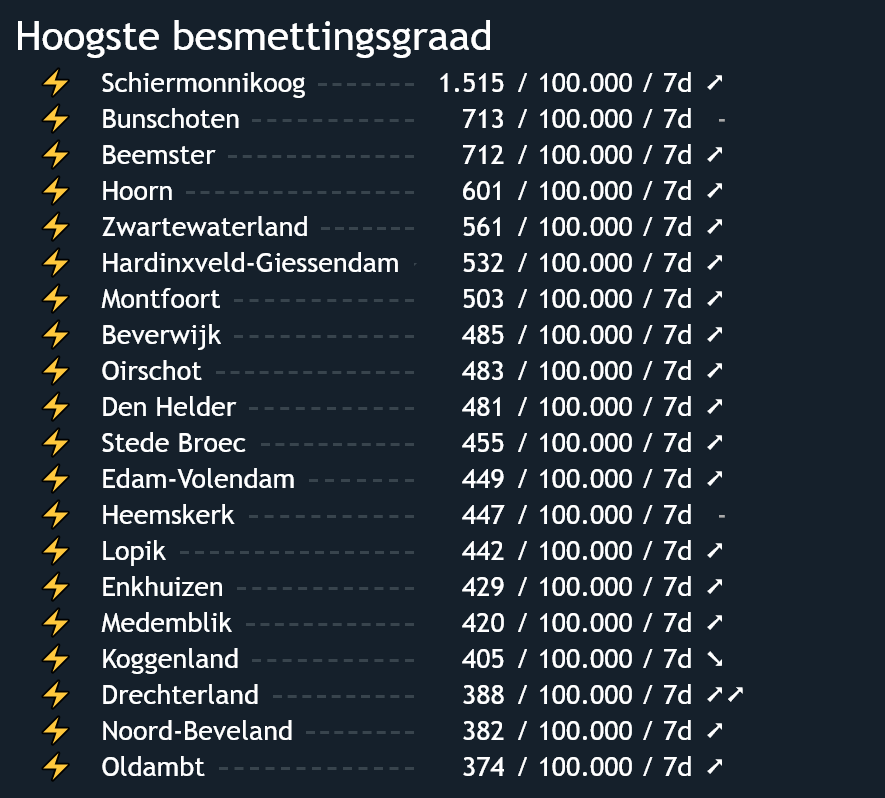 Hoogste besmettingsgraad
⚡ Schiermonnikoog 1.515 / 100.000 / 7d ➚
⚡ Bunschoten 713 / 100.000 / 7d -
⚡ Beemster 712 / 100.000 / 7d ➚
⚡ Hoorn 601 / 100.000 / 7d ➚
⚡ Zwartewaterland 561 / 100.000 / 7d ➚
⚡ Hardinxveld-Giessendam 532 / 100.000 / 7d ➚
⚡ Montfoort 503 / 100.000 / 7d ➚
⚡ Beverwijk 485 / 100.000 / 7d ➚
⚡ Oirschot 483 / 100.000 / 7d ➚
⚡ Den Helder 481 / 100.000 / 7d ➚
⚡ Stede Broec 455 / 100.000 / 7d ➚
⚡ Edam-Volendam 449 / 100.000 / 7d ➚
⚡ Heemskerk 447 / 100.000 / 7d -
⚡ Lopik 442 / 100.000 / 7d ➚
⚡ Enkhuizen 429 / 100.000 / 7d ➚
⚡ Medemblik 420 / 100.000 / 7d ➚
⚡ Koggenland 405 / 100.000 / 7d ➘
⚡ Drechterland 388 / 100.000 / 7d ➚➚
⚡ Noord-Beveland 382 / 100.000 / 7d ➚
⚡ Oldambt 374 / 100.000 / 7d ➚